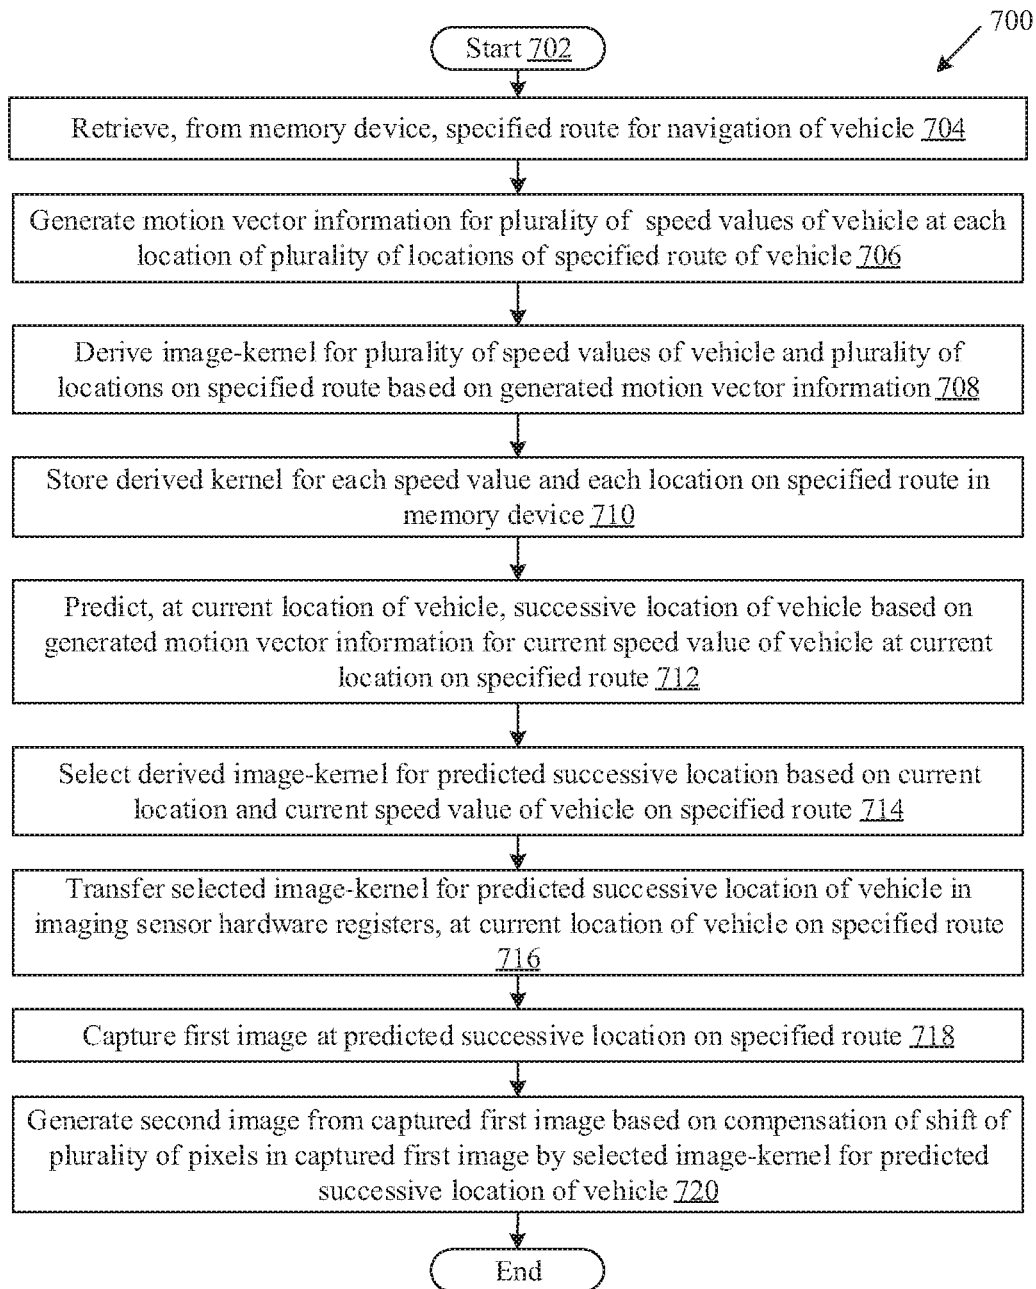 700
Start 702
Retrieve, from memory device, specified route for navigation of vehicle 704
Generate motion vector information for plurality of speed values of vehicle at each
location of plurality of locations of specified route of vehicle 706
Derive image-kernel for plurality of speed values of vehicle and plurality of
locations on specified route based on generated motion vector information 708
Store derived kernel for each speed value and each location on specified route in
memory device 710
Predict, at current location of vehicle, successive location of vehicle based on
generated motion vector information for current speed value of vehicle at current
location on specified route 712
Select derived image-kernel for predicted successive location based on current
location and current speed value of vehicle on specified route 714
Transfer selected image-kernel for predicted successive location of vehicle in
imaging sensor hardware registers, at current location of vehicle on specified route
716
Capture first image at predicted successive location on specified route 718
Generate second image from captured first image based on compensation of shift of
plurality of pixels in captured first image by selected image-kernel for predicted
successive location of vehicle 720
End